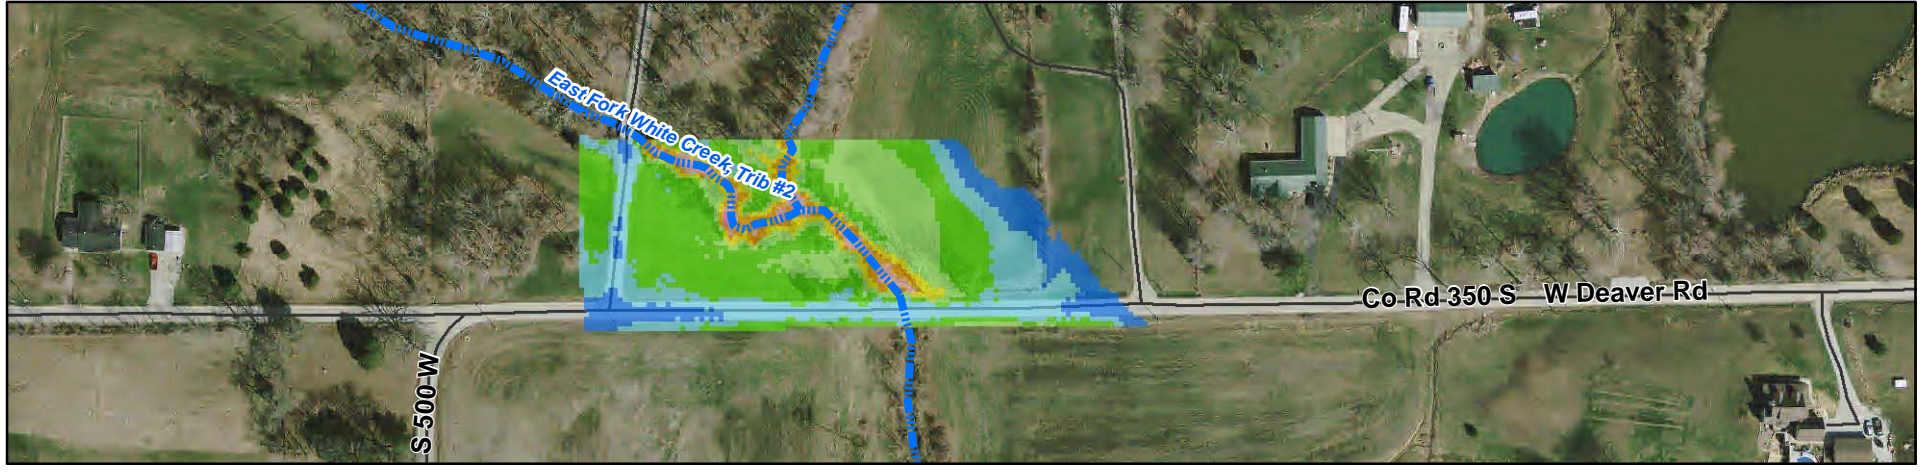 East Fork White Creek, Trib #2
Co Rd 350 S W Deaver Rd
S 500 W